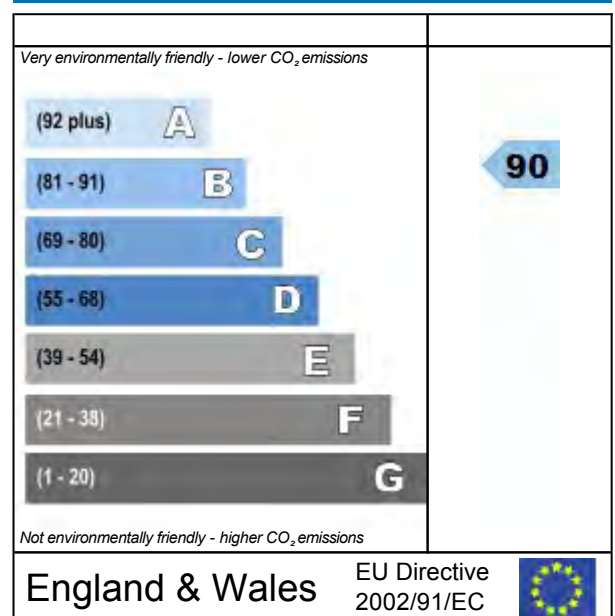 Very environmentally friendly - lower CO₂ emissions
(92 plus) A
(81 - 91) B
90
(69 - 80) C
(55 - 68) D
(39 - 54) E
(21 - 38) F
(1 - 20) G
Not environmentally friendly - higher CO₂ emissions
England & Wales
EU Directive
2002/91/EC